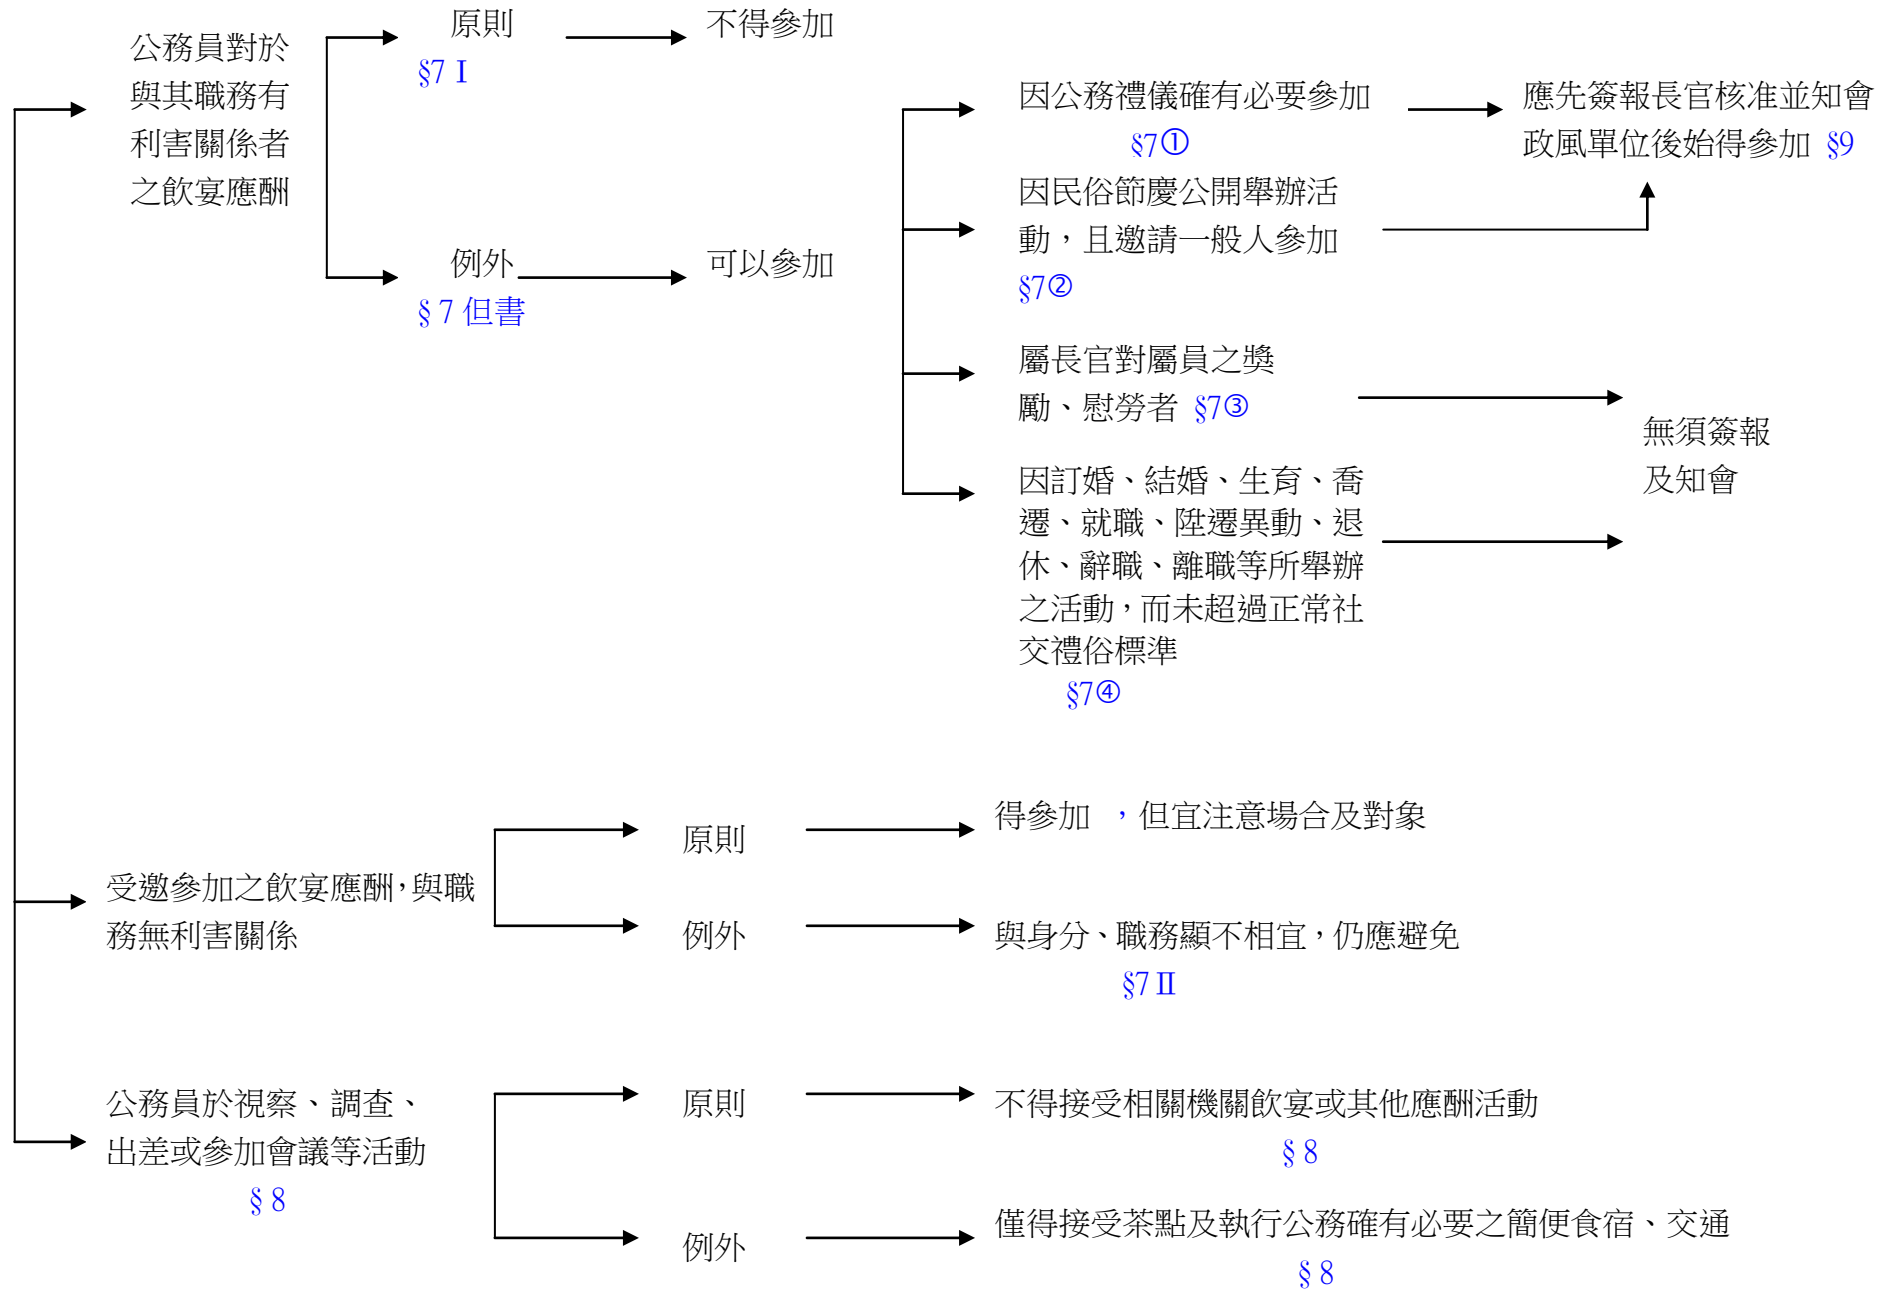 公務員對於
與其職務有
利害關係者
之飲宴應酬
原則
§7 I
不得參加
例外
§ 7 但書
可以參加
因公務禮儀確有必要參加
§7①
應先簽報長官核准並知會
政風單位後始得參加 §9
因民俗節慶公開舉辦活
動，且邀請一般人參加
§7②
屬長官對屬員之獎
勵、慰勞者 §7③
無須簽報
及知會
因訂婚、結婚、生育、喬
遷、就職、陞遷異動、退
休、辭職、離職等所舉辦
之活動，而未超過正常社
交禮俗標準
§7④
受邀參加之飲宴應酬，與職
務無利害關係
原則
得參加 ，但宜注意場合及對象
例外
與身分、職務顯不相宜，仍應避免
§7 II
公務員於視察、調查、
出差或參加會議等活動
§ 8
原則
不得接受相關機關飲宴或其他應酬活動
§ 8
例外
僅得接受茶點及執行公務確有必要之簡便食宿、交通
§ 8